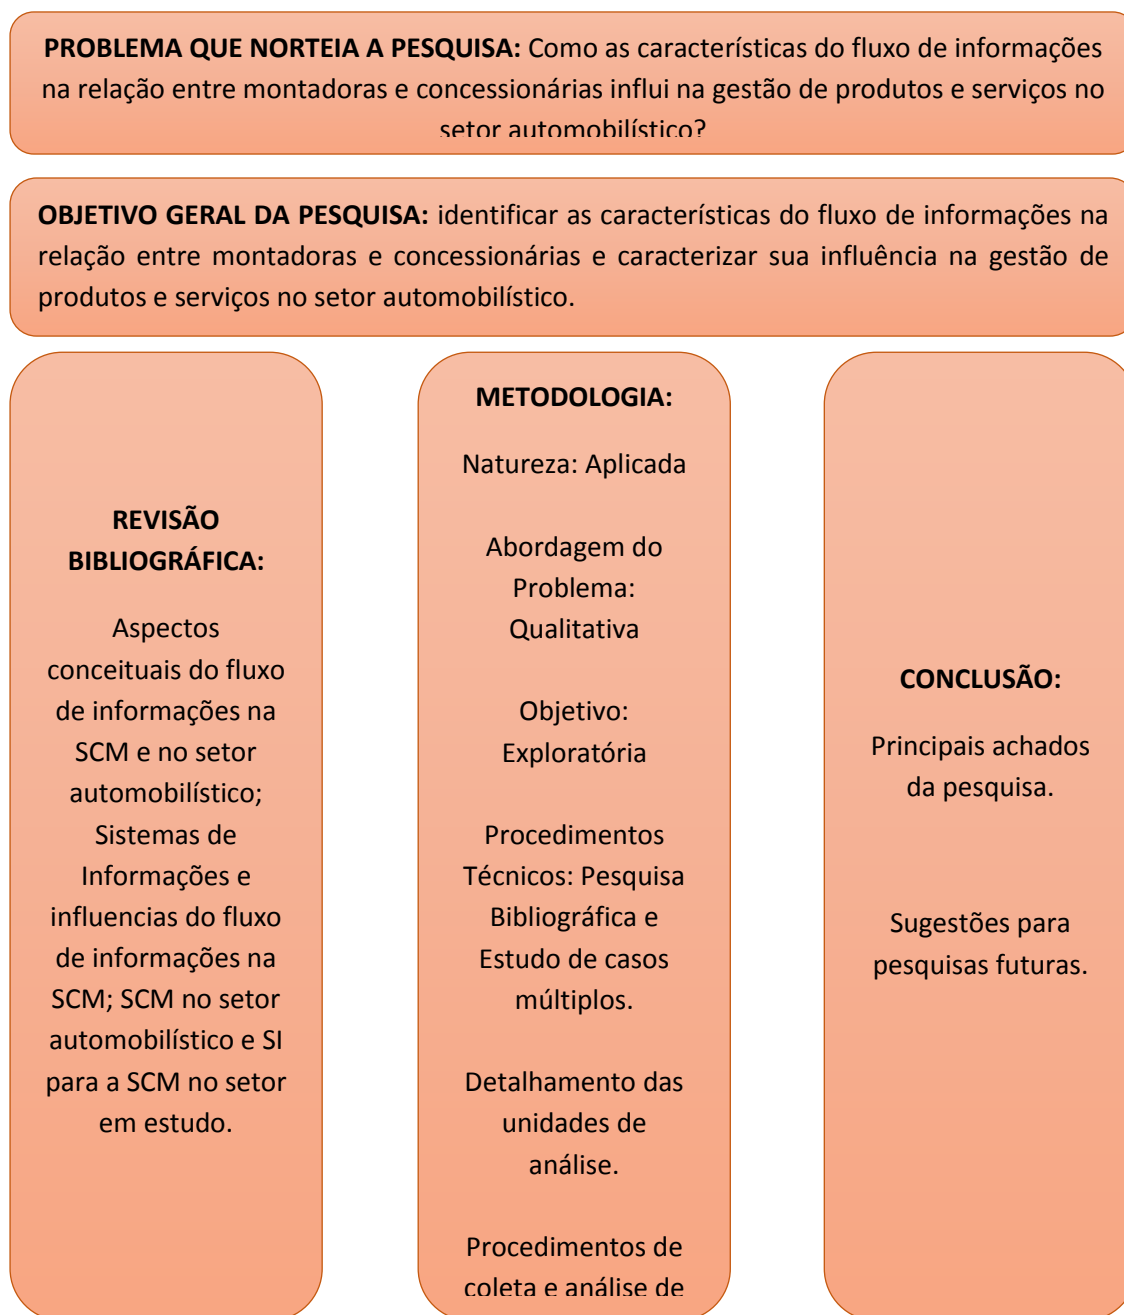 PROBLEMA QUE NORTEIA A PESQUISA: Como as características do fluxo de informações
na relação entre montadoras e concessionárias influi na gestão de produtos e serviços no
setor automobilístico?
OBJETIVO GERAL DA PESQUISA: identificar as características do fluxo de informações na
relação entre montadoras e concessionárias e caracterizar sua influência na gestão de
produtos e serviços no setor automobilístico.
REVISÃO
BIBLIOGRÁFICA:
Aspectos
conceituais do fluxo
de informações na
SCM e no setor
automobilístico;
Sistemas de
Informações e
influencias do fluxo
de informações na
SCM; SCM no setor
automobilístico e SI
para a SCM no setor
em estudo.
METODOLOGIA:
Natureza: Aplicada
Abordagem do
Problema:
Qualitativa
Objetivo:
Exploratória
Procedimentos
Técnicos: Pesquisa
Bibliográfica e
Estudo de casos
múltiplos.
Detalhamento das
unidades de
análise.
Procedimentos de
coleta e análise de
CONCLUSÃO:
Principais achados
da pesquisa.
Sugestões para
pesquisas futuras.